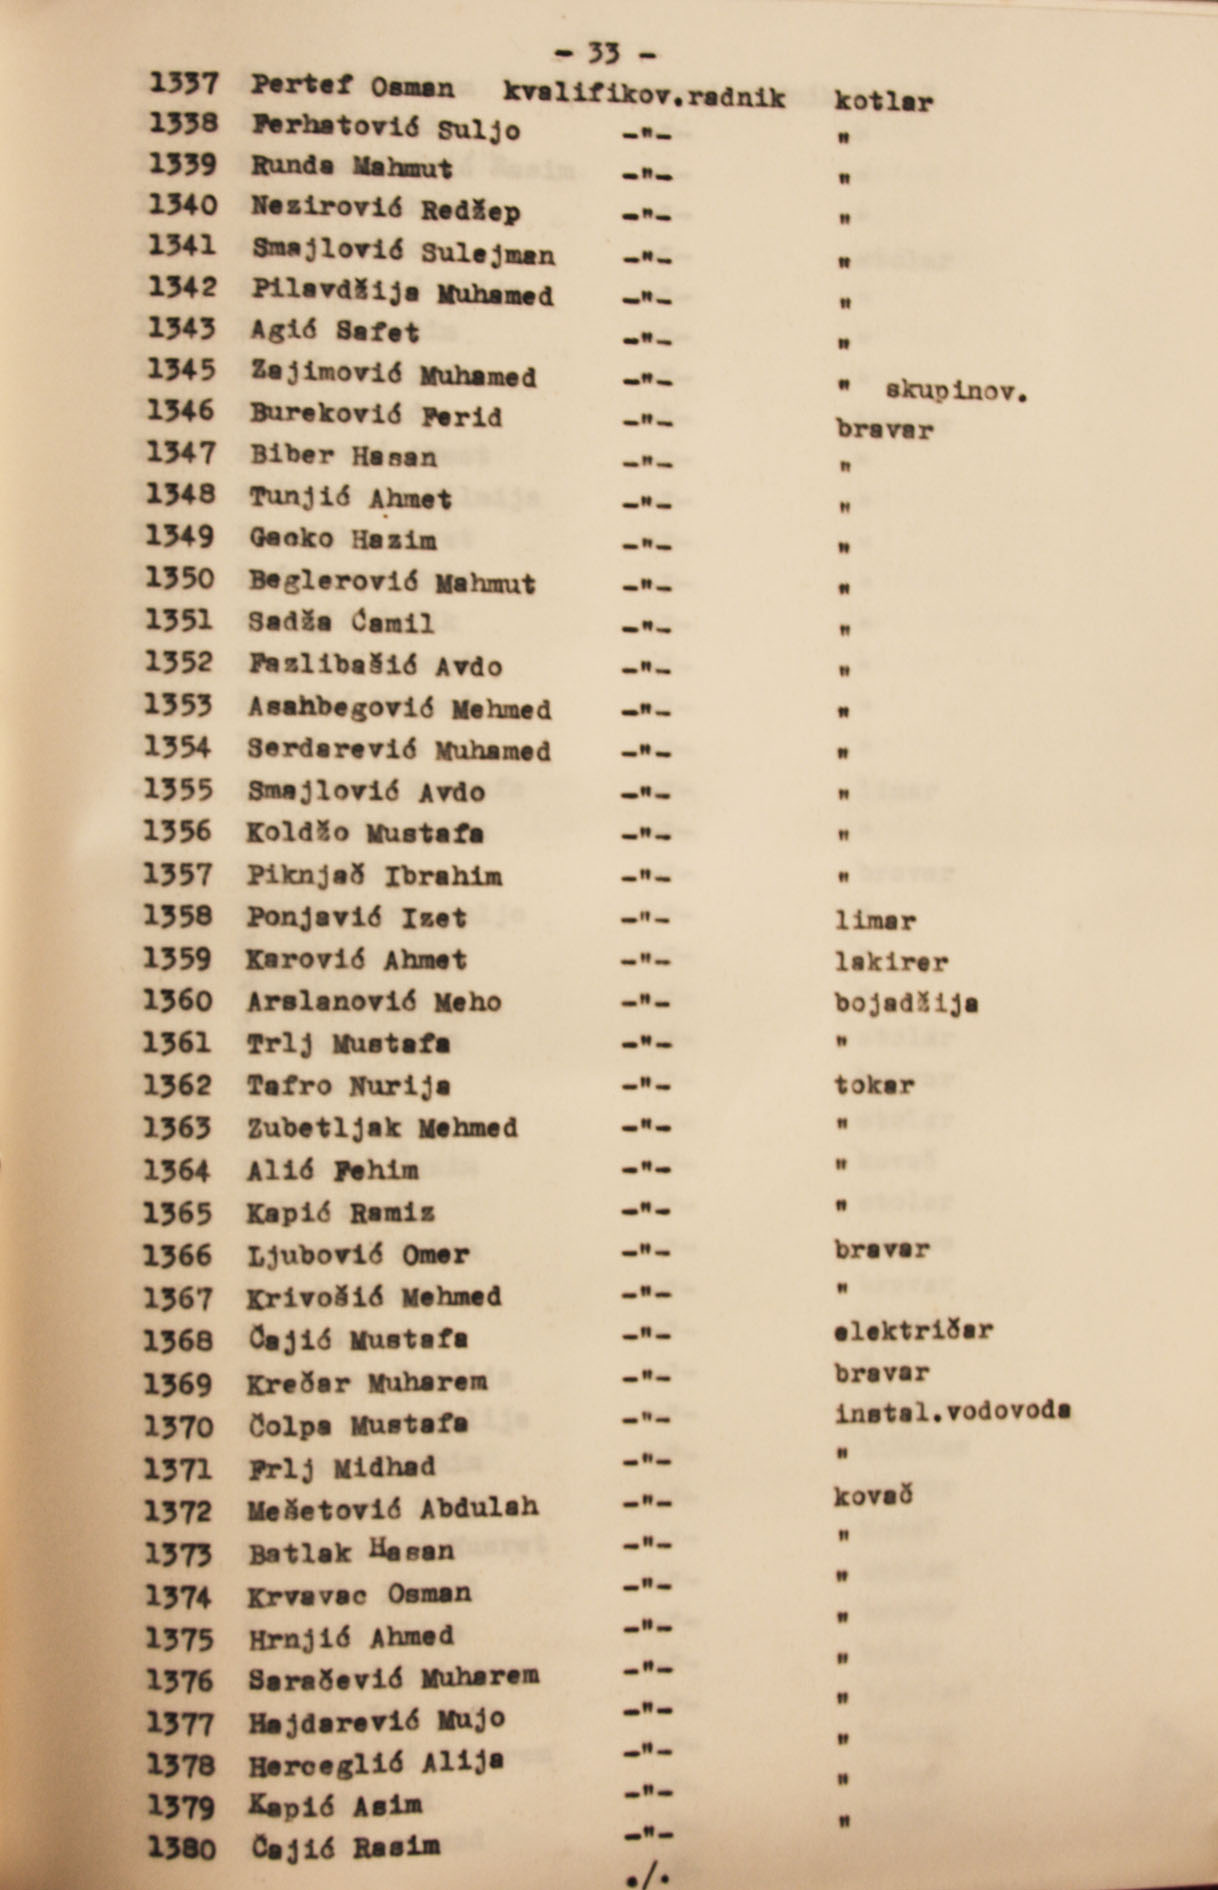 - 33 -
1337 Pertef Osman kvalifikov.radnik kotlar
1338 Ferhatović Suljo -"- "
1339 Runda Mahmut -"- "
1340 Nezirović Redžep -"- "
1341 Smajlović Sulejman -"- "
1342 Pilavdžija Muhamed -"- "
1343 Agić Safet -"- "
1345 Zajimović Muhamed -"- " skupinov.
1346 Bureković Ferid -"- bravar
1347 Biber Hasan -"- "
1348 Tunjić Ahmet -"- "
1349 Gacko Hazim -"- "
1350 Beglerović Mahmut -"- "
1351 Sadža Ćamil -"- "
1352 Fazlibašić Avdo -"- "
1353 Asahbegović Mehmed -"- "
1354 Serdarević Muhamed -"- "
1355 Smajlović Avdo -"- "
1356 Koldžo Mustafa -"- "
1357 Piknjač Ibrahim -"- "
1358 Ponjavić Izet -"- limar
1359 Karović Ahmet -"- lakirer
1360 Arslanović Meho -"- bojadžija
1361 Trlj Mustafa -"- "
1362 Tafro Nurija -"- tokar
1363 Zubetljak Mehmed -"- "
1364 Alić Fehim -"- "
1365 Kapić Ramiz -"- "
1366 Ljubović Omer -"- bravar
1367 Krivošić Mehmed -"- "
1368 Čajić Mustafa -"- električar
1369 Krečar Muharem -"- bravar
1370 Čolpa Mustafa -"- instal.vodovoda
1371 Frlj Midhad -"- "
1372 Mešetović Abdulah -"- kovač
1373 Batlak Hasan -"- "
1374 Krvavac Osman -"- "
1375 Hrnjić Ahmed -"- "
1376 Saračević Muharem -"- "
1377 Hajdarević Mujo -"- "
1378 Herceglić Alija -"- "
1379 Kapić Asim -"- "
1380 Čajić Rasim -"- "
./.